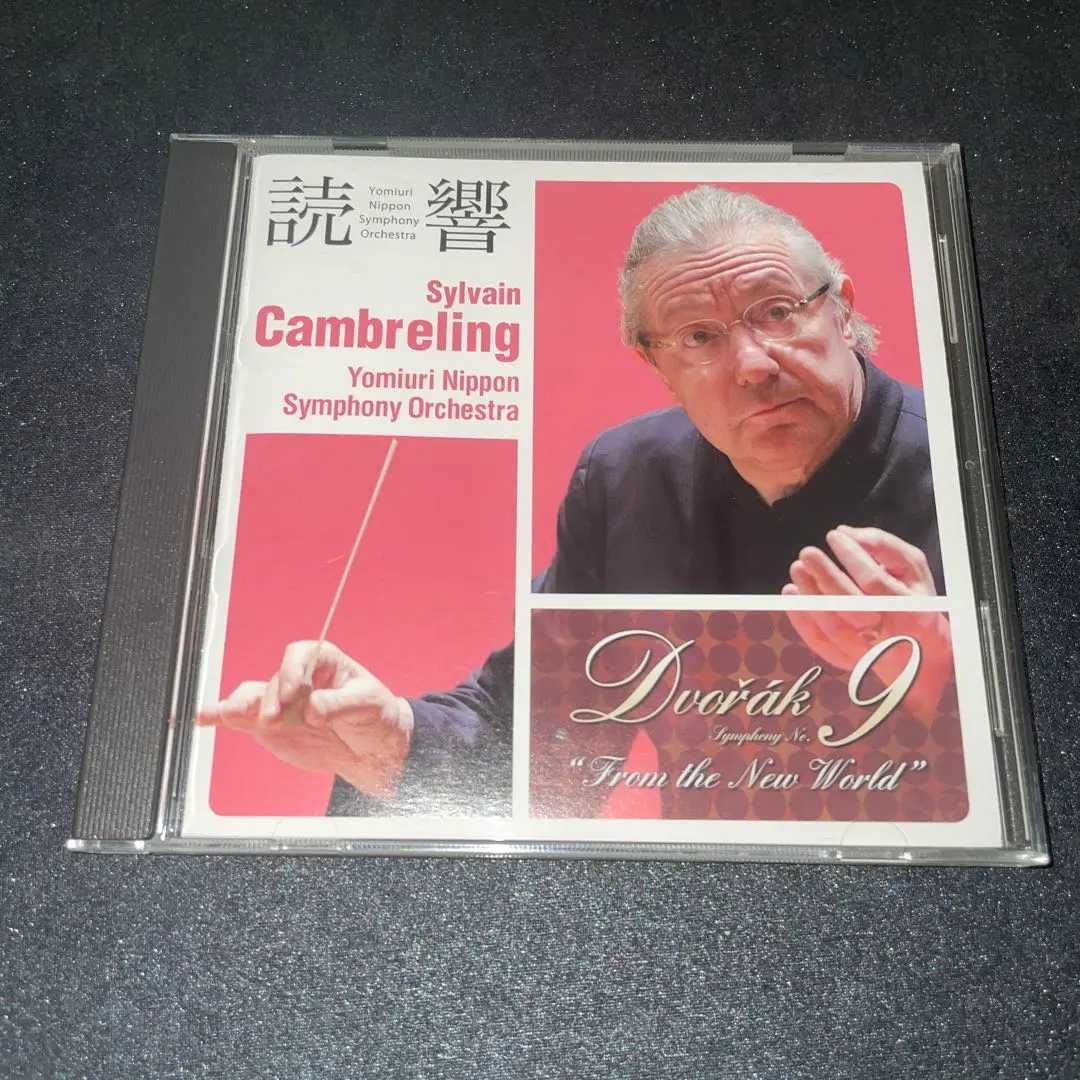 読響
Yomiuri
Nippon
Symphony
Orchestra
Sylvain
Cambreling
Yomiuri Nippon
Symphony Orchestra
Dvořák 9
Symphony No.
“From the New World”